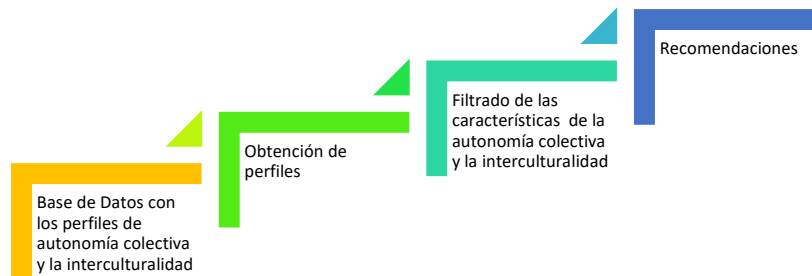 Base de Datos con
los perfiles de
autonomía colectiva
y la interculturalidad
Obtención de
perfiles
Filtrado de las
características de la
autonomía colectiva
y la interculturalidad
Recomendaciones